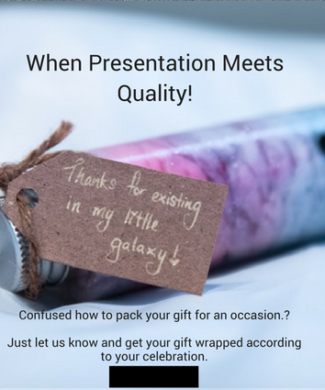 When Presentation Meets
Quality!
Thanks for existing
in my little
galaxy!
Confused how to pack your gift for an occasion.?
Just let us know and get your gift wrapped according
to your celebration.